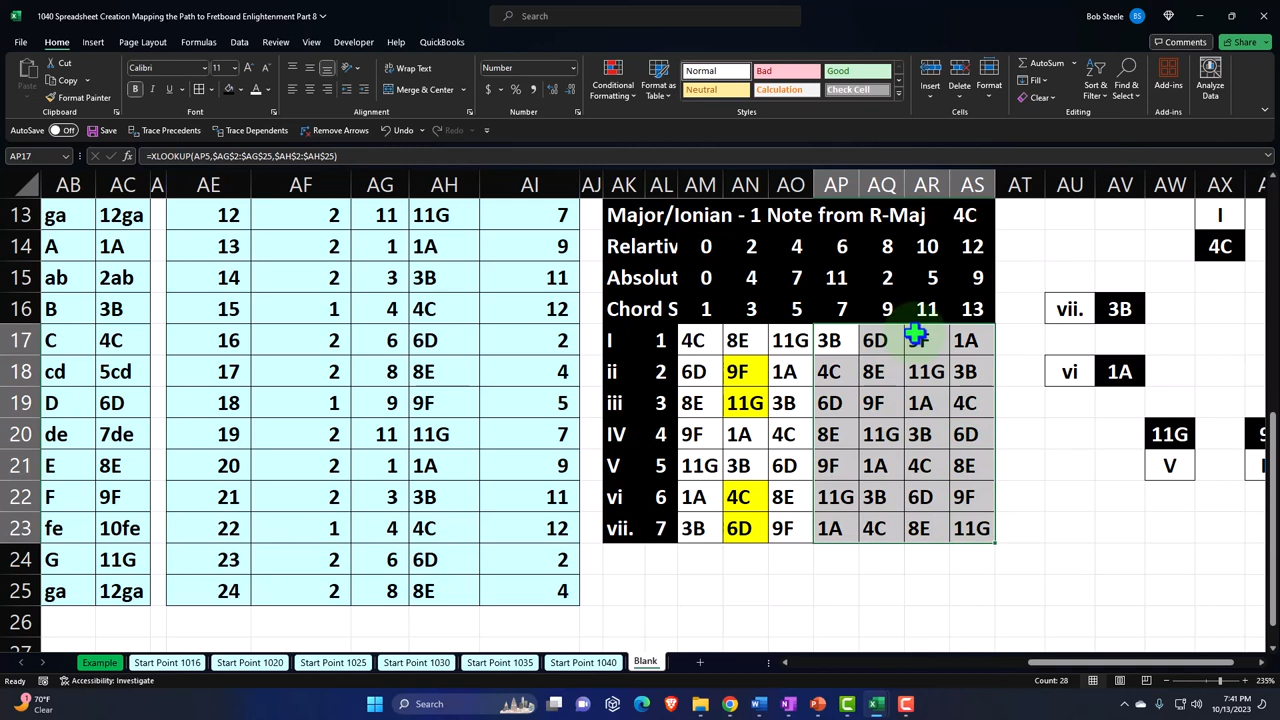 1040 Spreadsheet Creation Mapping the Path to Fretboard Enlightenment Part 8
Search
Bob Steele BS
File Home Insert Page Layout Formulas Data Review View Developer Help QuickBooks
Comments Share
Cut
Copy
Format Painter
Paste
Clipboard
Calibri 11
B I U
Font
Wrap Text
Merge & Center
Alignment
Number
$ % ,
Number
Conditional Formatting
Format as Table
Normal Bad Good
Neutral Calculation Check Cell
Styles
Insert Delete Format
Cells
AutoSum
Fill
Clear
Sort & Filter
Find & Select
Editing
Add-ins
Add-ins
Analyze Data
AutoSave Off Save Trace Precedents Trace Dependents Remove Arrows Undo Redo
AP17 fx =XLOOKUP(AP5,$AG$2:$AG$25,$AH$2:$AH$25)
AB AC A AE AF AG AH AI AJ AK AL AM AN AO AP AQ AR AS AT AU AV AW AX
13 ga 12ga 12 2 11 11G 7 Major/Ionian - 1 Note from R-Maj 4C I
14 A 1A 13 2 1 1A 9 Relartiv 0 2 4 6 8 10 12 4C
15 ab 2ab 14 2 3 3B 11 Absolut 0 4 7 11 2 5 9
16 B 3B 15 1 4 4C 12 Chord S 1 3 5 7 9 11 13 vii. 3B
17 C 4C 16 2 6 6D 2 I 1 4C 8E 11G 3B 6D 9F 1A
18 cd 5cd 17 2 8 8E 4 ii 2 6D 9F 1A 4C 8E 11G 3B vi 1A
19 D 6D 18 1 9 9F 5 iii 3 8E 11G 3B 6D 9F 1A 4C
20 de 7de 19 2 11 11G 7 IV 4 9F 1A 4C 8E 11G 3B 6D 11G 9
21 E 8E 20 2 1 1A 9 V 5 11G 3B 6D 9F 1A 4C 8E V
22 F 9F 21 2 3 3B 11 vi 6 1A 4C 8E 11G 3B 6D 9F
23 fe 10fe 22 1 4 4C 12 vii. 7 3B 6D 9F 1A 4C 8E 11G
24 G 11G 23 2 6 6D 2
25 ga 12ga 24 2 8 8E 4
26
Example Start Point 1016 Start Point 1020 Start Point 1025 Start Point 1030 Start Point 1035 Start Point 1040 Blank
Ready Accessibility: Investigate Count: 28 235%
70°F
Clear
Search
7:41 PM
10/13/2023